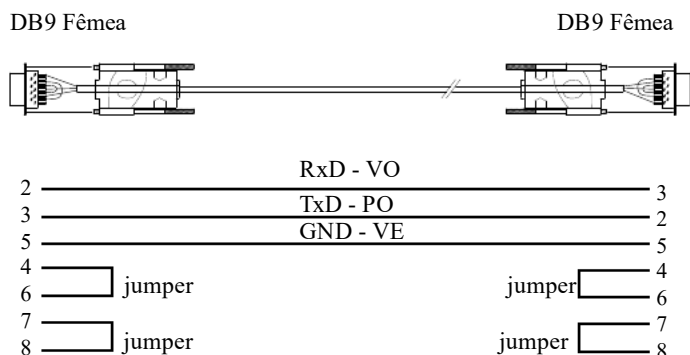 DB9 Fêmea DB9 Fêmea
RxD - VO
2 3
TxD - PO
3 2
GND - VE
5 5
4 4
jumper jumper
6 6
7 7
jumper jumper
8 8